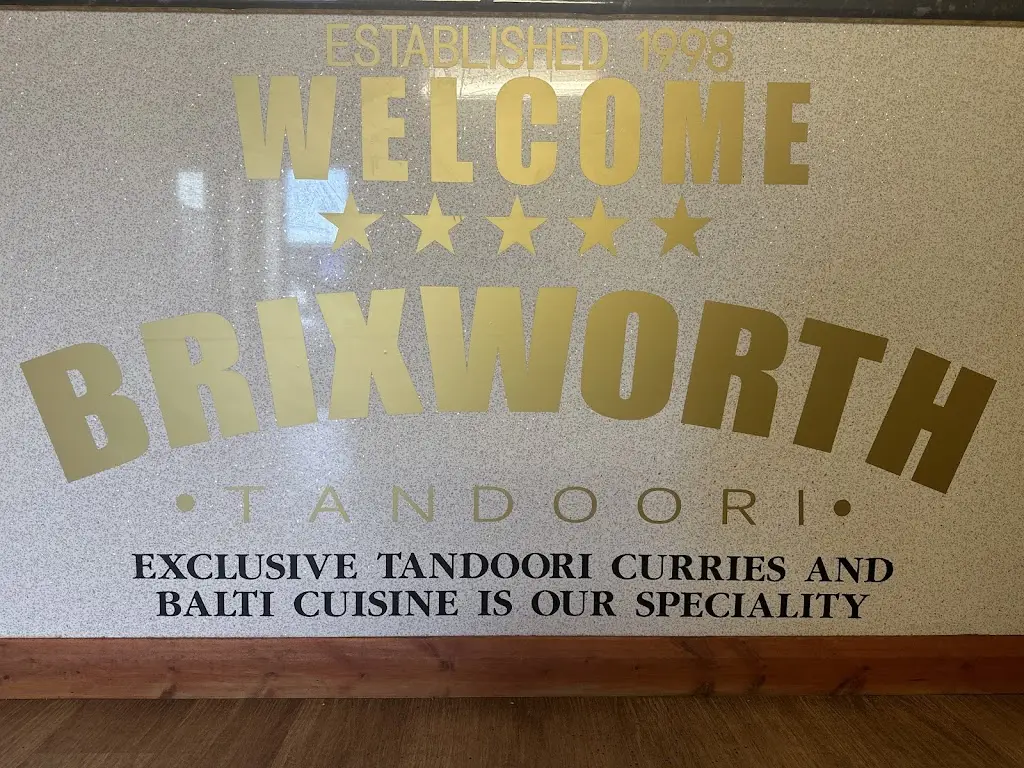 ESTABLISHED 1998
WELCOME
BRIXWORTH
• TANDOORI •
EXCLUSIVE TANDOORI CURRIES AND
BALTI CUISINE IS OUR SPECIALITY